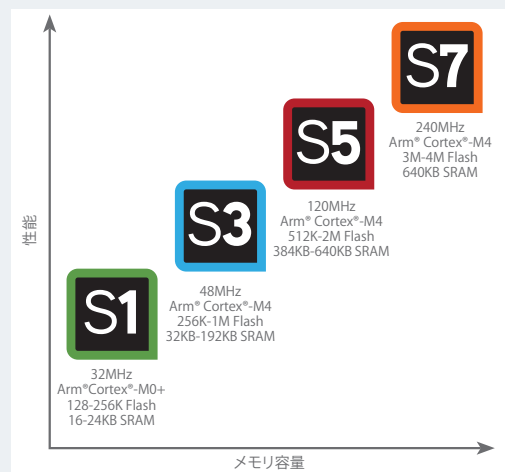 S7
240MHz
Arm® Cortex®-M4
3M-4M Flash
640KB SRAM
S5
120MHz
Arm® Cortex®-M4
512K-2M Flash
384KB-640KB SRAM
S3
48MHz
Arm® Cortex®-M4
256K-1M Flash
32KB-192KB SRAM
S1
32MHz
Arm®Cortex®-M0+
128-256K Flash
16-24KB SRAM
性能
メモリ容量